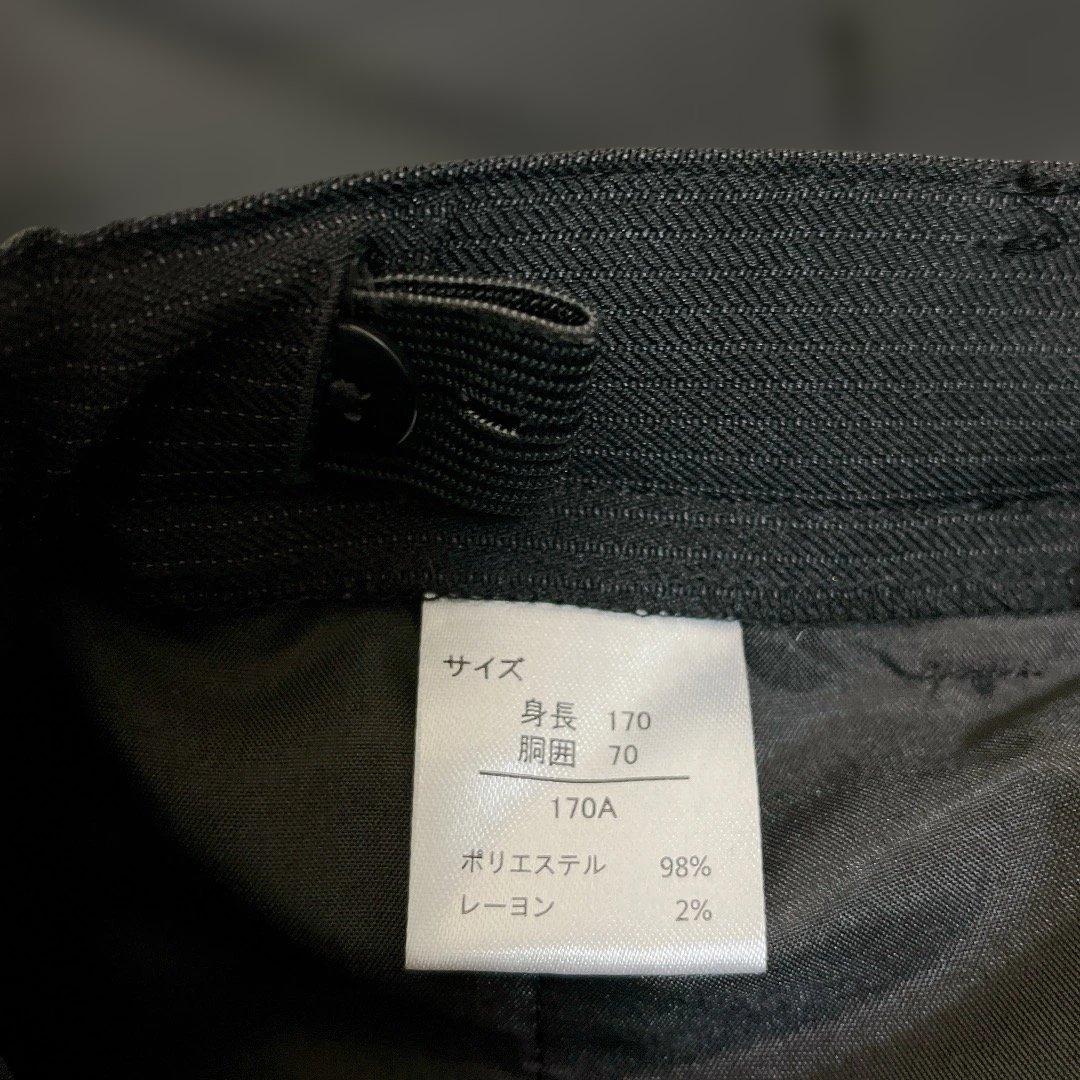 サイズ
身長 170
胴囲 70
170A
ポリエステル 98%
レーヨン 2%